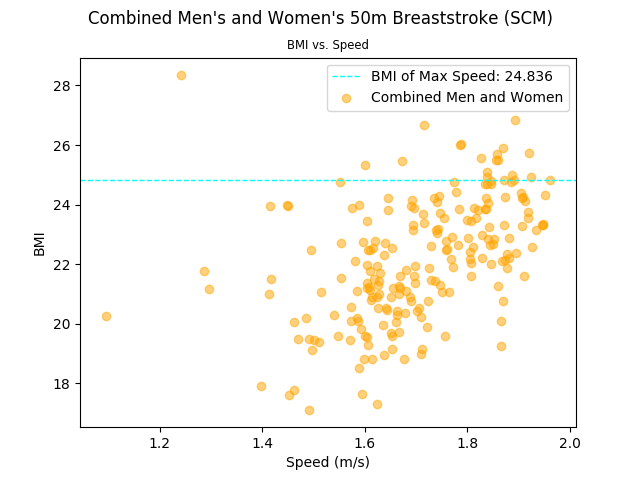 Combined Men's and Women's 50m Breaststroke (SCM)
BMI vs. Speed
BMI of Max Speed: 24.836
Combined Men and Women
28
26
24
22
20
18
BMI
1.2
1.4
1.6
1.8
2.0
Speed (m/s)